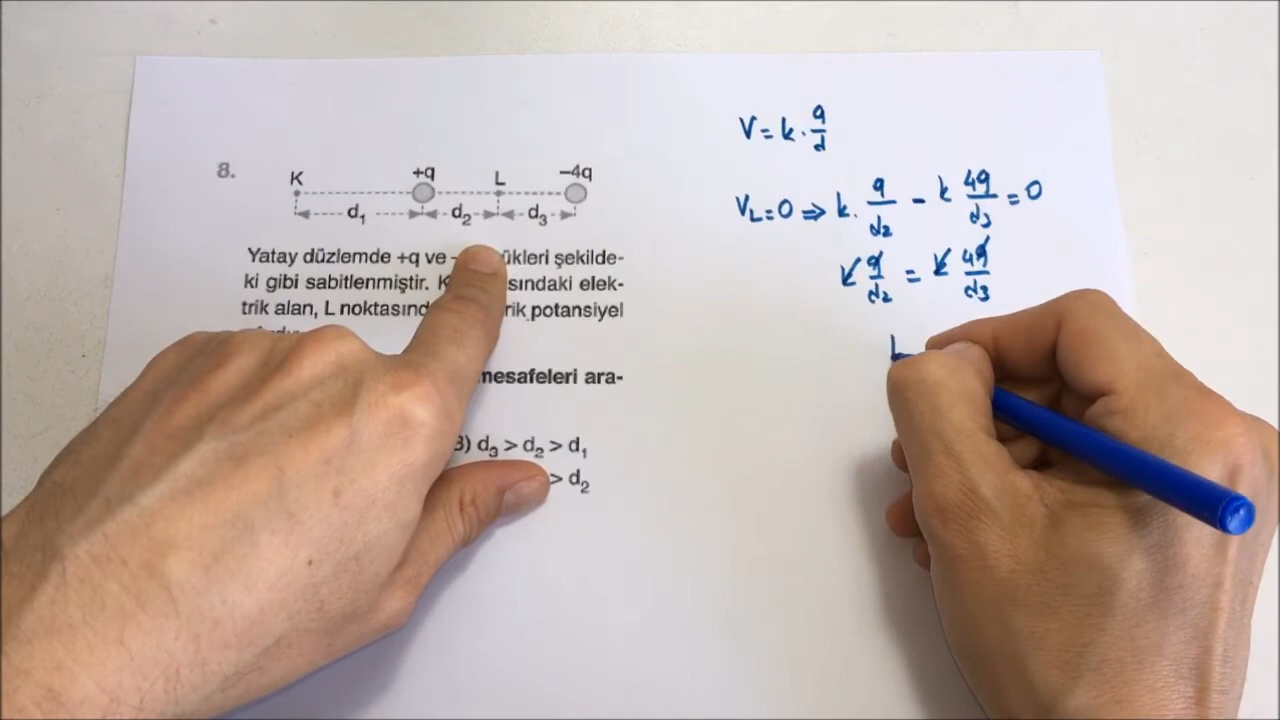 8.
K +q L −4q
d₁ d₂ d₃
Yatay düzlemde +q ve ükleri şekilde-
ki gibi sabitlenmiştir. K sındaki elek-
trik alan, L noktasınd rik potansiyel
mesafeleri ara-
B) d₃ > d₂ > d₁
> d₂
V = k · q/d
V_L = 0 ⇒ k. q/d₂ − k 4q/d₃ = 0
k q/d₂ = k 4q/d₃